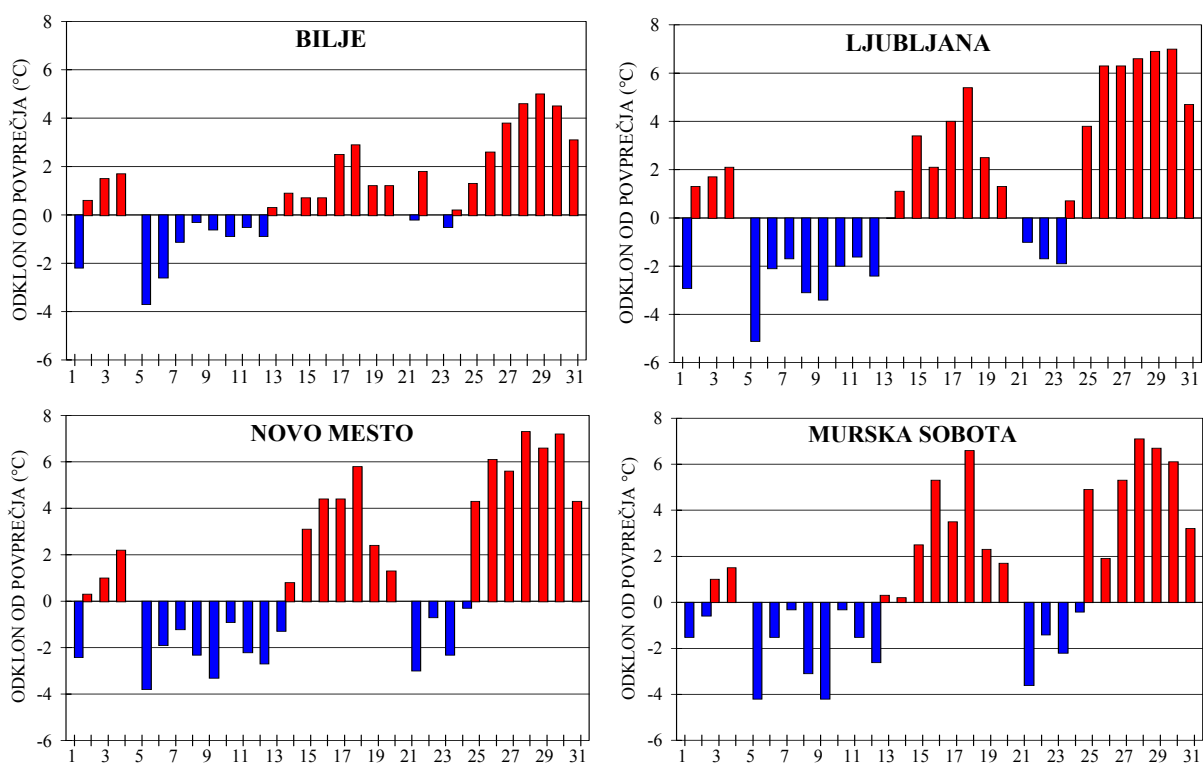 BILJE
ODKLON OD POVPREČJA (°C)
8
6
4
2
0
-2
-4
-6
1 3 5 7 9 11 13 15 17 19 21 23 25 27 29 31
LJUBLJANA
ODKLON OD POVPREČJA (°C)
8
6
4
2
0
-2
-4
-6
1 3 5 7 9 11 13 15 17 19 21 23 25 27 29 31
NOVO MESTO
ODKLON OD POVPREČJA (°C)
8
6
4
2
0
-2
-4
-6
1 3 5 7 9 11 13 15 17 19 21 23 25 27 29 31
MURSKA SOBOTA
ODKLON OD POVPREČJA °C)
8
6
4
2
0
-2
-4
-6
1 3 5 7 9 11 13 15 17 19 21 23 25 27 29 31